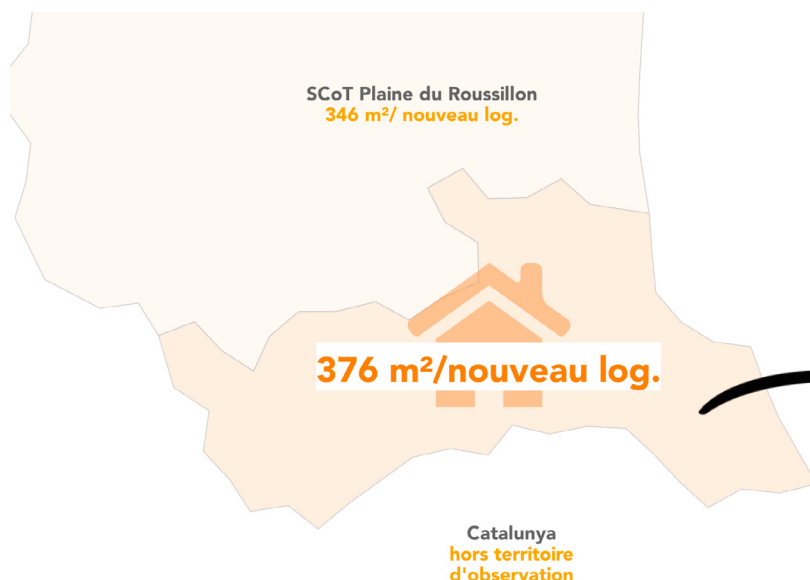 SCoT Plaine du Roussillon
346 m²/ nouveau log.
376 m²/nouveau log.
Catalunya
hors territoire
d'observation